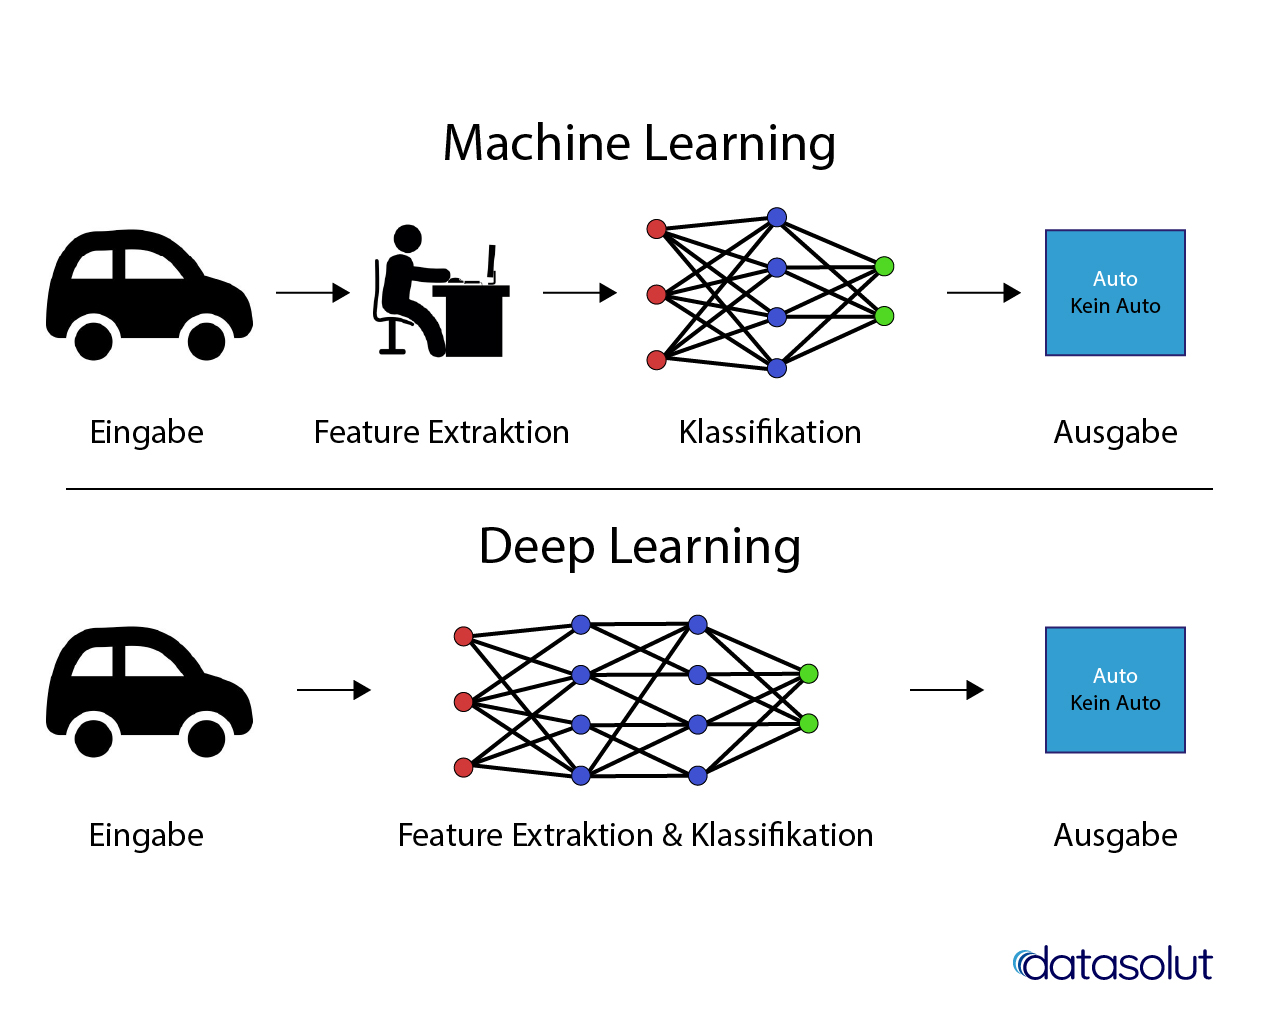 Machine Learning
Auto
Kein Auto
Eingabe
Feature Extraktion
Klassifikation
Ausgabe
Deep Learning
Auto
Kein Auto
Eingabe
Feature Extraktion & Klassifikation
Ausgabe
datasolut